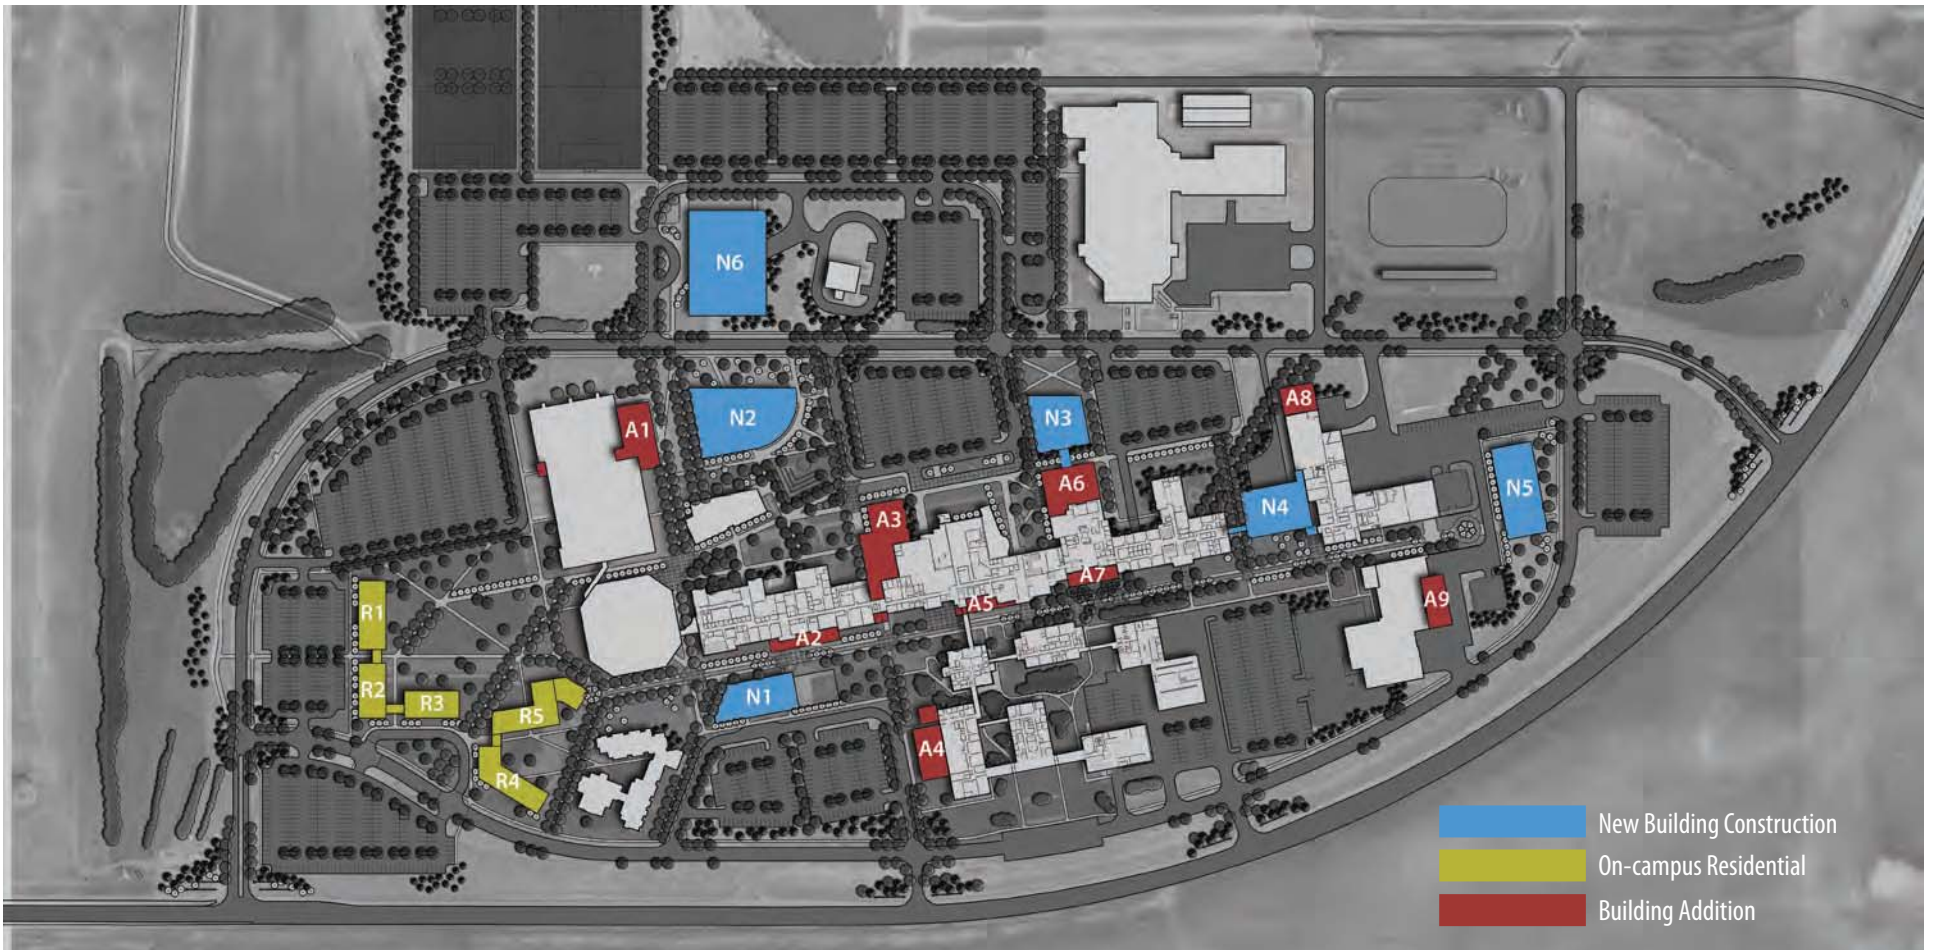 N6
A8
N2
N3
A1
A6
N5
N4
A3
A7
R1
A5
A9
A2
R2
N1
R3
R5
A4
R4
New Building Construction
On-campus Residential
Building Addition